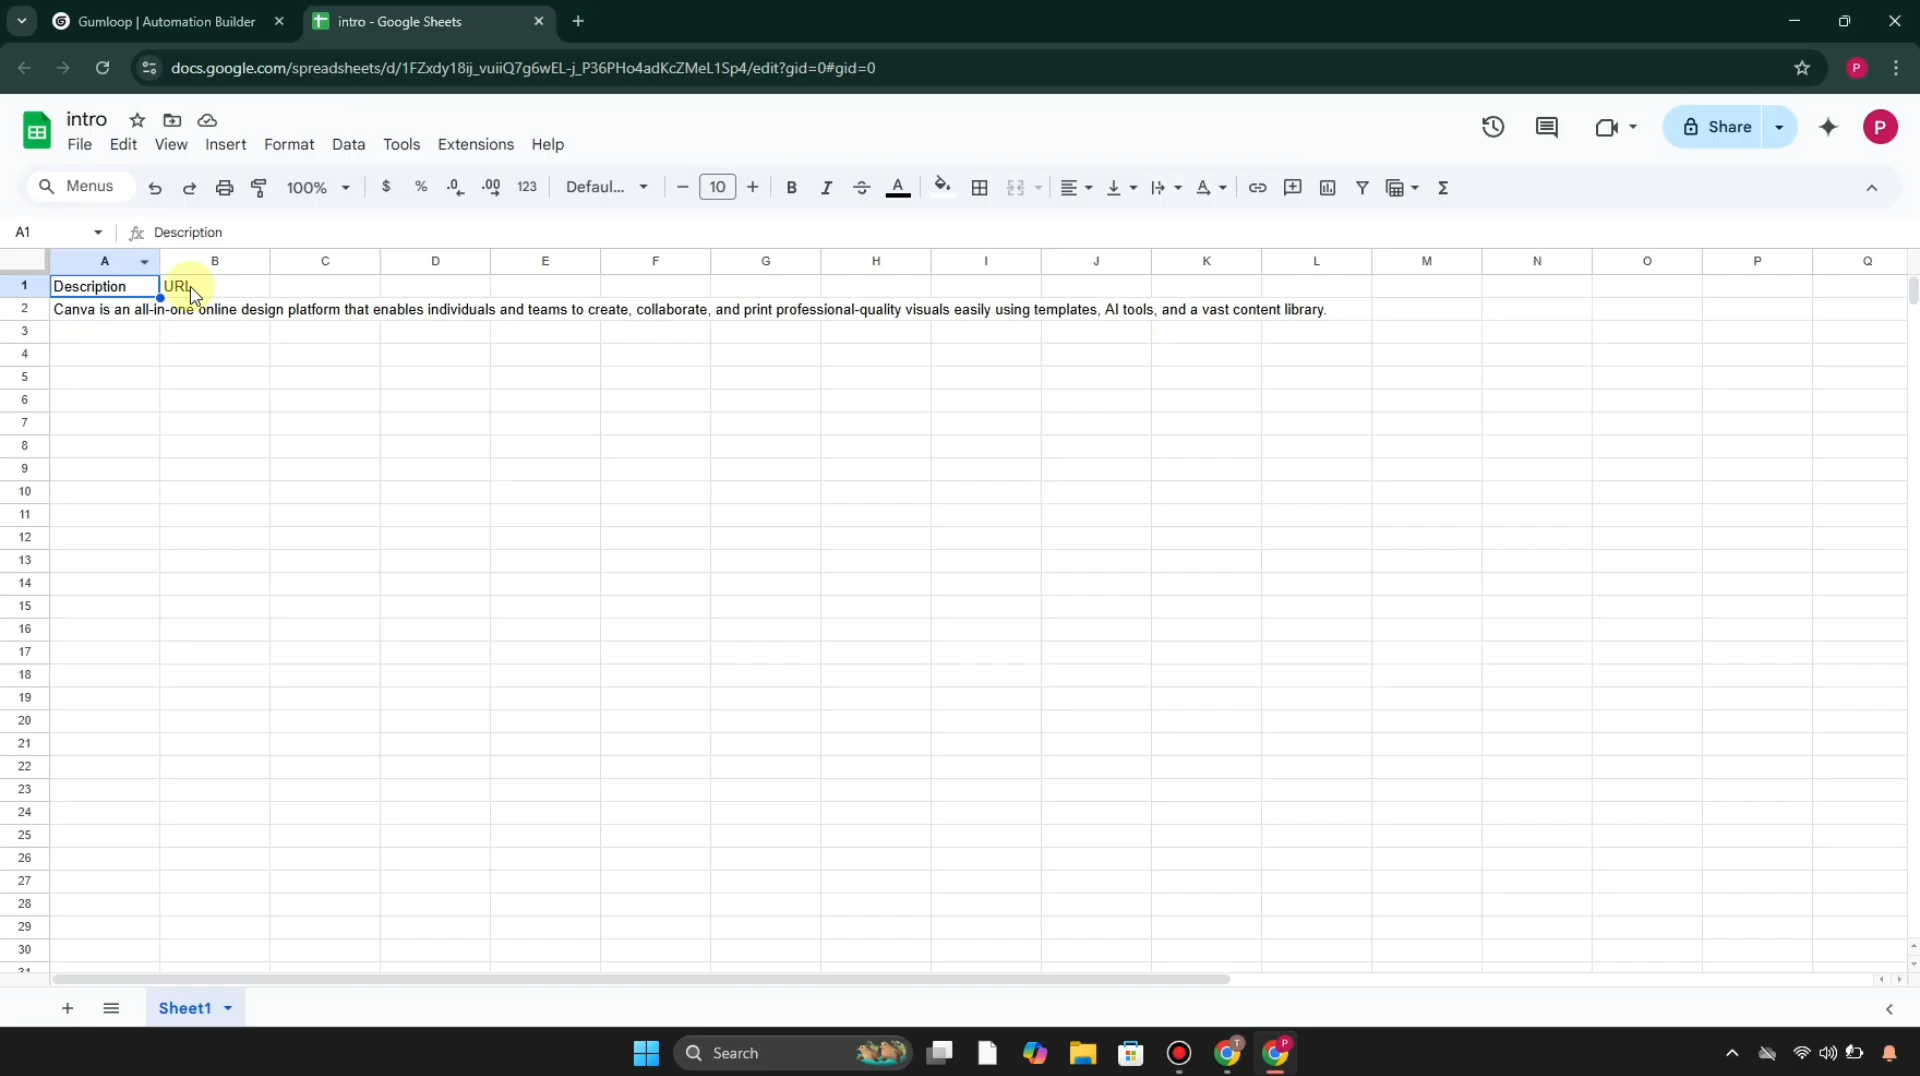 Gumloop | Automation Builder
intro - Google Sheets
docs.google.com/spreadsheets/d/1FZxdy18ij_vuiiQ7g6wEL-j_P36PHo4adKcZMeL1Sp4/edit?gid=0#gid=0
P
intro
File Edit View Insert Format Data Tools Extensions Help
Share
P
Menus 100% $ % .0 .00 123 Defaul... 10 B I A
A1 fx Description
A B C D E F G H I J K L M N O P Q
1 Description URL
2 Canva is an all-in-one online design platform that enables individuals and teams to create, collaborate, and print professional-quality visuals easily using templates, AI tools, and a vast content library.
3
4
5
6
7
8
9
10
11
12
13
14
15
16
17
18
19
20
21
22
23
24
25
26
27
28
29
30
31
Sheet1
Search
T
P